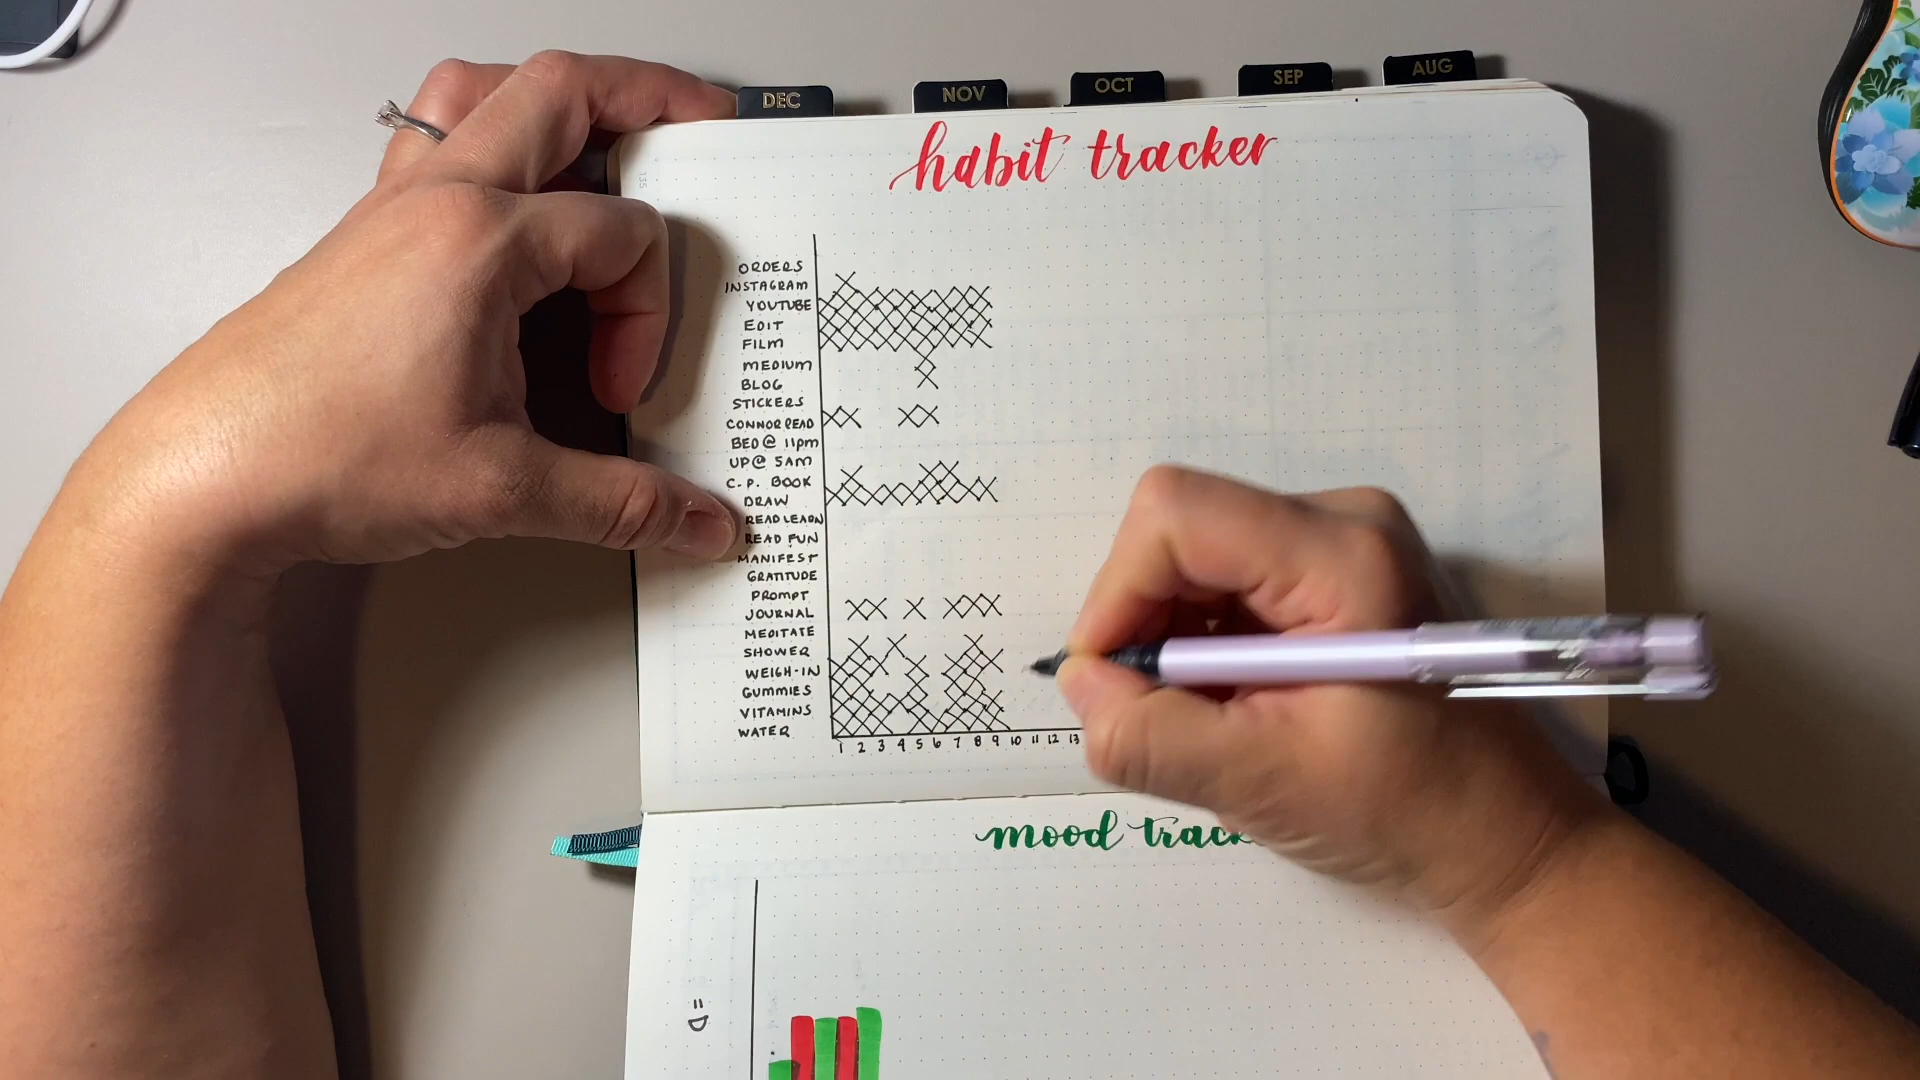 DEC NOV OCT SEP AUG
135
habit tracker
ORDERS
INSTAGRAM
YOUTUBE
EDIT
FILM
MEDIUM
BLOG
STICKERS
CONNOR READ
BED @ 11pm
UP @ 5AM
C.P. BOOK
DRAW
READ LEARN
READ FUN
MANIFEST
GRATITUDE
PROMPT
JOURNAL
MEDITATE
SHOWER
WEIGH-IN
GUMMIES
VITAMINS
WATER
1 2 3 4 5 6 7 8 9 10 11 12 13
mood
=D